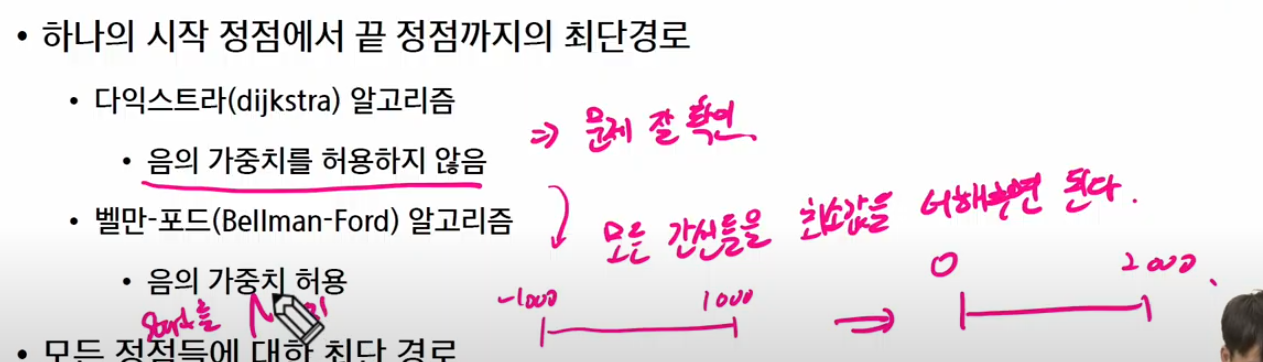 • 하나의 시작 정점에서 끝 정점까지의 최단경로
• 다익스트라(dijkstra) 알고리즘
⇒ 문제 잘 확인.
• 음의 가중치를 허용하지 않음
모든 간선들을 최소값을 더해주면 된다.
• 벨만-포드(Bellman-Ford) 알고리즘
0 2000.
• 음의 가중치 허용
-1000 1000 →
• 모든 정점들에 대한 최단 경로